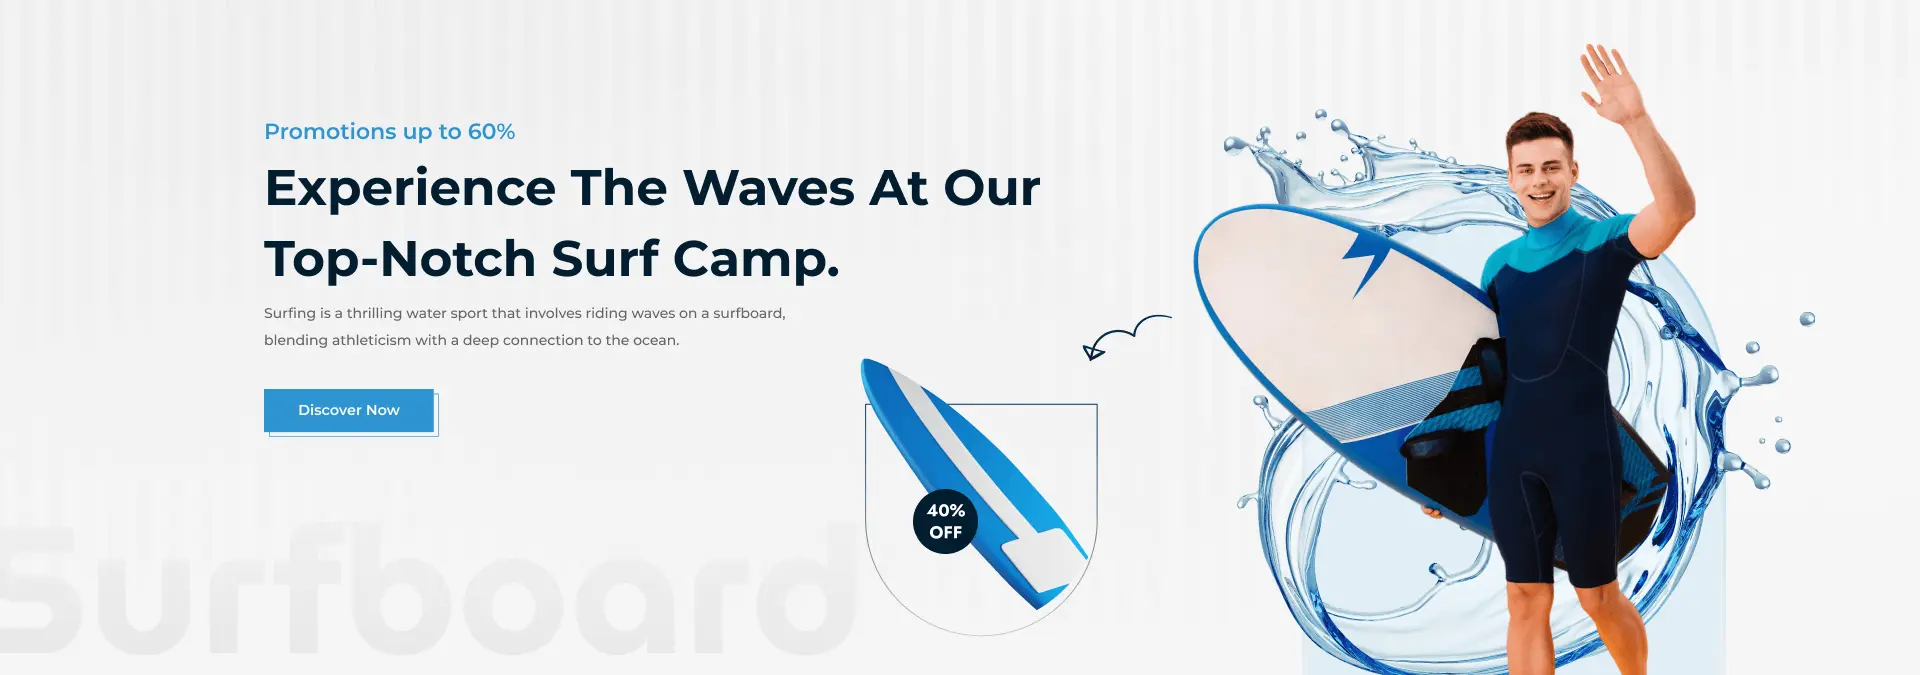 Promotions up to 60%
Experience The Waves At Our
Top-Notch Surf Camp.
Surfing is a thrilling water sport that involves riding waves on a surfboard,
blending athleticism with a deep connection to the ocean.
Discover Now
40%
OFF
Surfboard